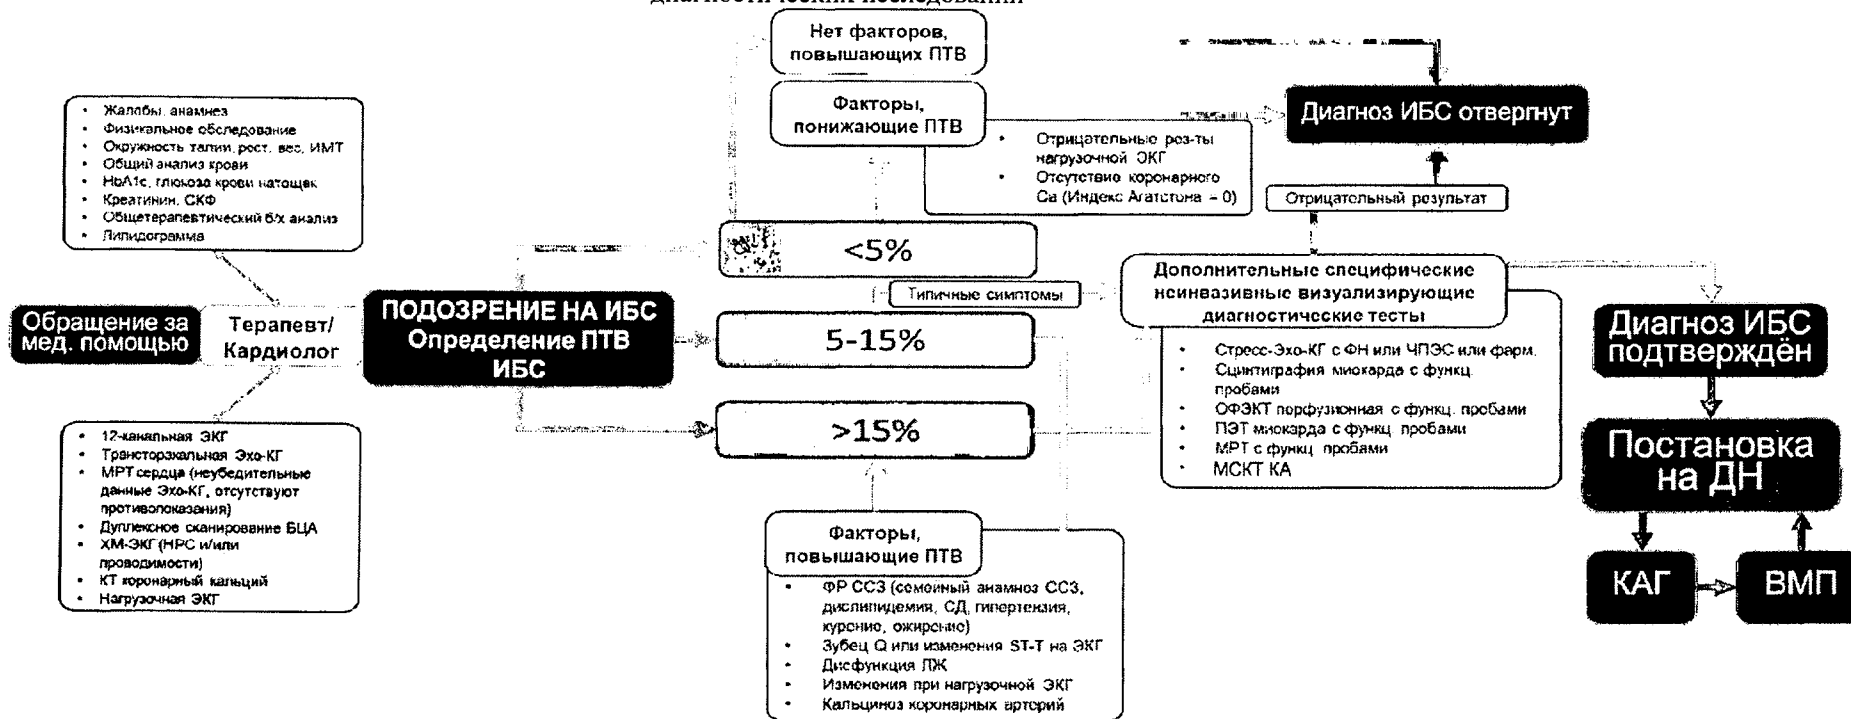 диагностических исследований
Нет факторов,
повышающих ПТВ
Факторы,
понижающие ПТВ
• Отрицательные рез-ты
нагрузочной ЭКГ
• Отсутствие коронарного
Са (Индекс Агатстона = 0)
Диагноз ИБС отвергнут
Отрицательный результат
• Жалобы, анамнез
• Физикальное обследование
• Окружность талии, рост, вес, ИМТ
• Общий анализ крови
• HbA1c, глюкоза крови натощак
• Креатинин, СКФ
• Общетерапевтический б/х анализ
• Липидограмма
<5%
Типичные симптомы
Дополнительные специфические
неинвазивные визуализирующие
диагностические тесты
Обращение за
мед. помощью
Терапевт/
Кардиолог
ПОДОЗРЕНИЕ НА ИБС
Определение ПТВ
ИБС
5-15%
• Стресс-Эхо-КГ с ФН или ЧПЭС или фарм.
• Сцинтиграфия миокарда с функц.
пробами
• ОФЭКТ перфузионная с функц. пробами
• ПЭТ миокарда с функц. пробами
• МРТ с функц. пробами
• МСКТ КА
Диагноз ИБС
подтверждён
>15%
Постановка
на ДН
• 12-канальная ЭКГ
• Трансторакальная Эхо-КГ
• МРТ сердца (неубедительные
данные Эхо-КГ, отсутствуют
противопоказания)
• Дуплексное сканирование БЦА
• ХМ-ЭКГ (НРС и/или
проводимости)
• КТ коронарный кальций
• Нагрузочная ЭКГ
Факторы,
повышающие ПТВ
• ФР ССЗ (семейный анамноз ССЗ,
дислипидемия, СД, гипертензия,
курение, ожирение)
• Зубец Q или изменения ST-T на ЭКГ
• Дисфункция ЛЖ
• Изменения при нагрузочной ЭКГ
• Кальциноз коронарных артерий
КАГ
ВМП